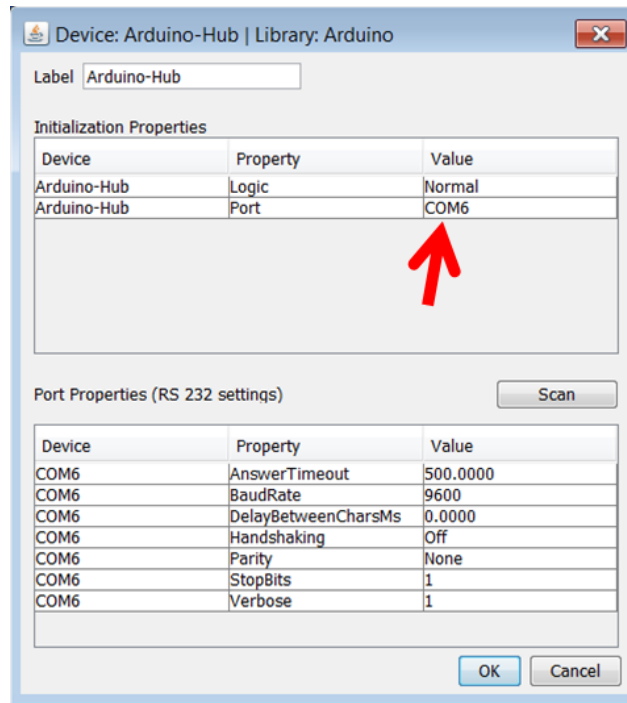 Device: Arduino-Hub | Library: Arduino
Label Arduino-Hub
Initialization Properties
Device Property Value
Arduino-Hub Logic Normal
Arduino-Hub Port COM6
Port Properties (RS 232 settings) Scan
Device Property Value
COM6 AnswerTimeout 500.0000
COM6 BaudRate 9600
COM6 DelayBetweenCharsMs 0.0000
COM6 Handshaking Off
COM6 Parity None
COM6 StopBits 1
COM6 Verbose 1
OK Cancel